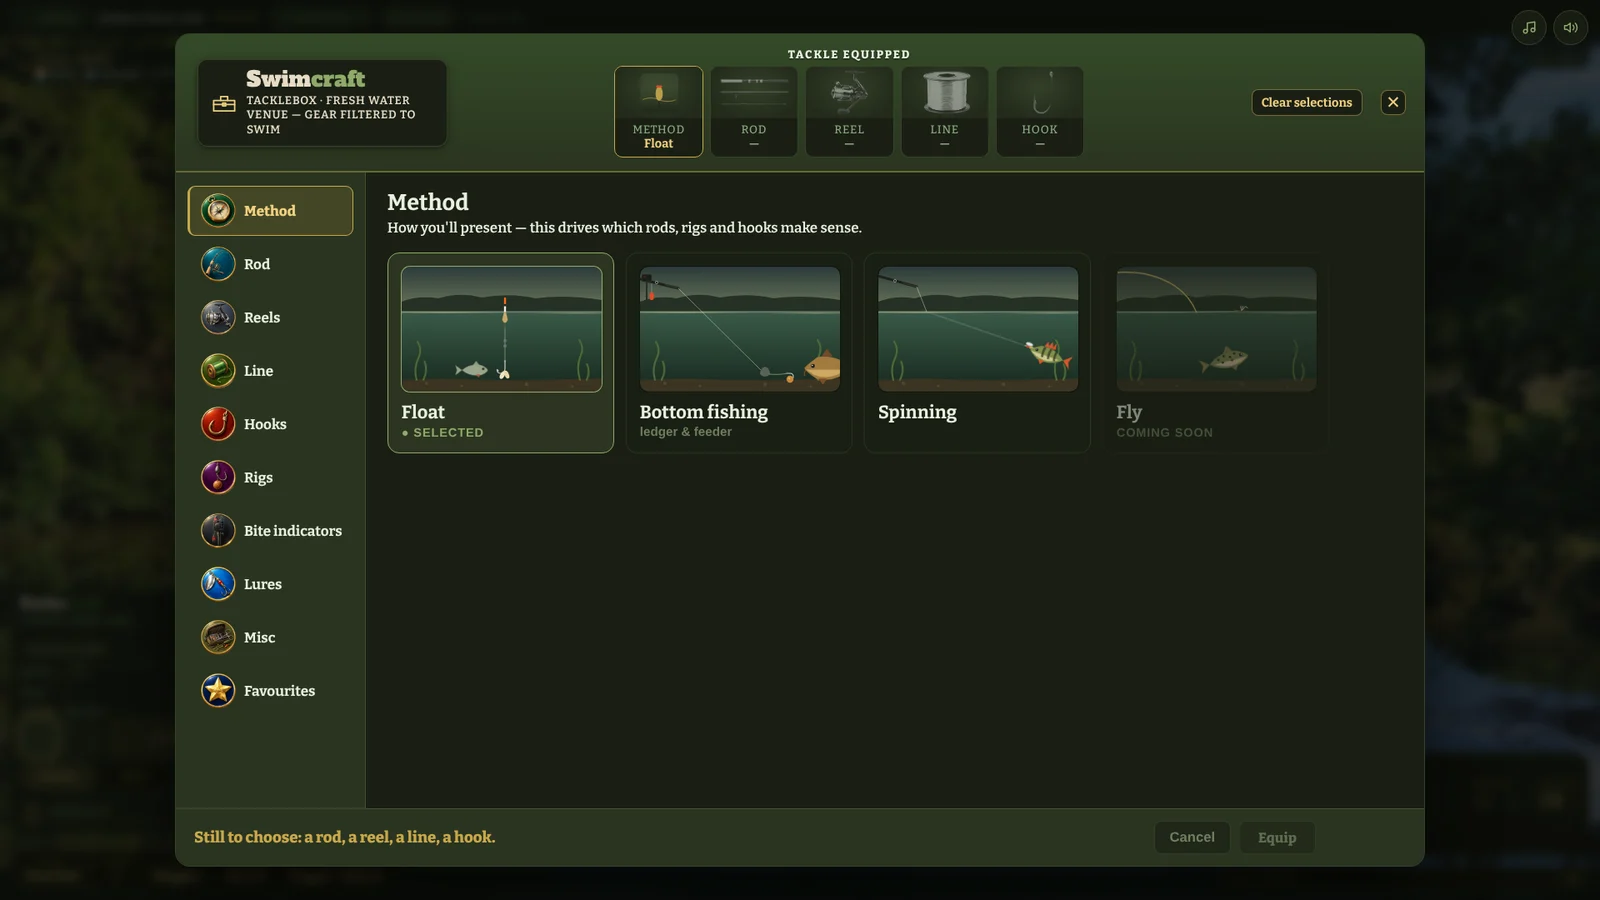 TACKLE EQUIPPED
Swimcraft
TACKLEBOX · FRESH WATER
VENUE — GEAR FILTERED TO
SWIM
METHOD
Float
ROD
—
REEL
—
LINE
—
HOOK
—
Clear selections
Method
Rod
Reels
Line
Hooks
Rigs
Bite indicators
Lures
Misc
Favourites
Method
How you'll present — this drives which rods, rigs and hooks make sense.
Float
● SELECTED
Bottom fishing
ledger & feeder
Spinning
Fly
COMING SOON
Still to choose: a rod, a reel, a line, a hook.
Cancel
Equip